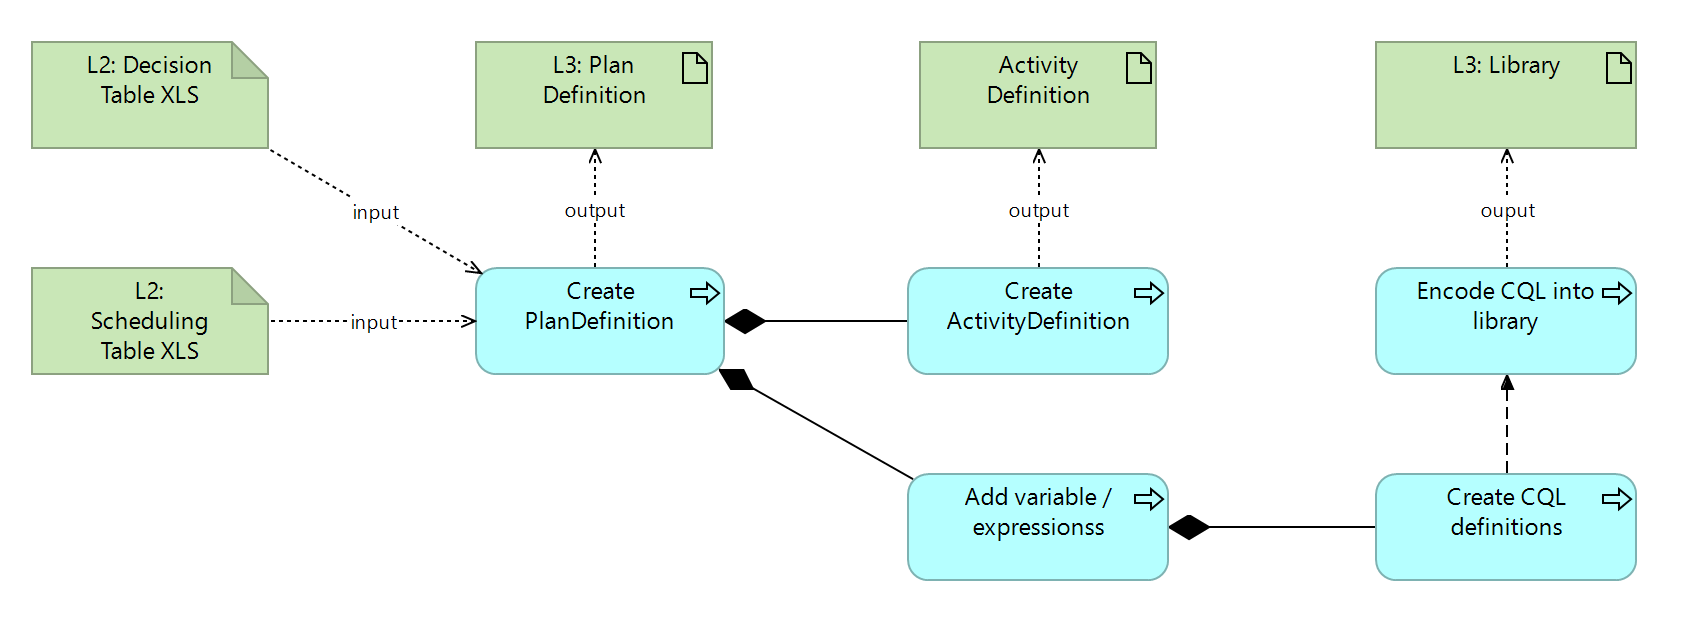 L2: Decision
Table XLS
L3: Plan
Definition
Activity
Definition
L3: Library
input
output
output
ouput
L2:
Scheduling
Table XLS
input
Create
PlanDefinition
Create
ActivityDefinition
Encode CQL into
library
Add variable /
expressionss
Create CQL
definitions